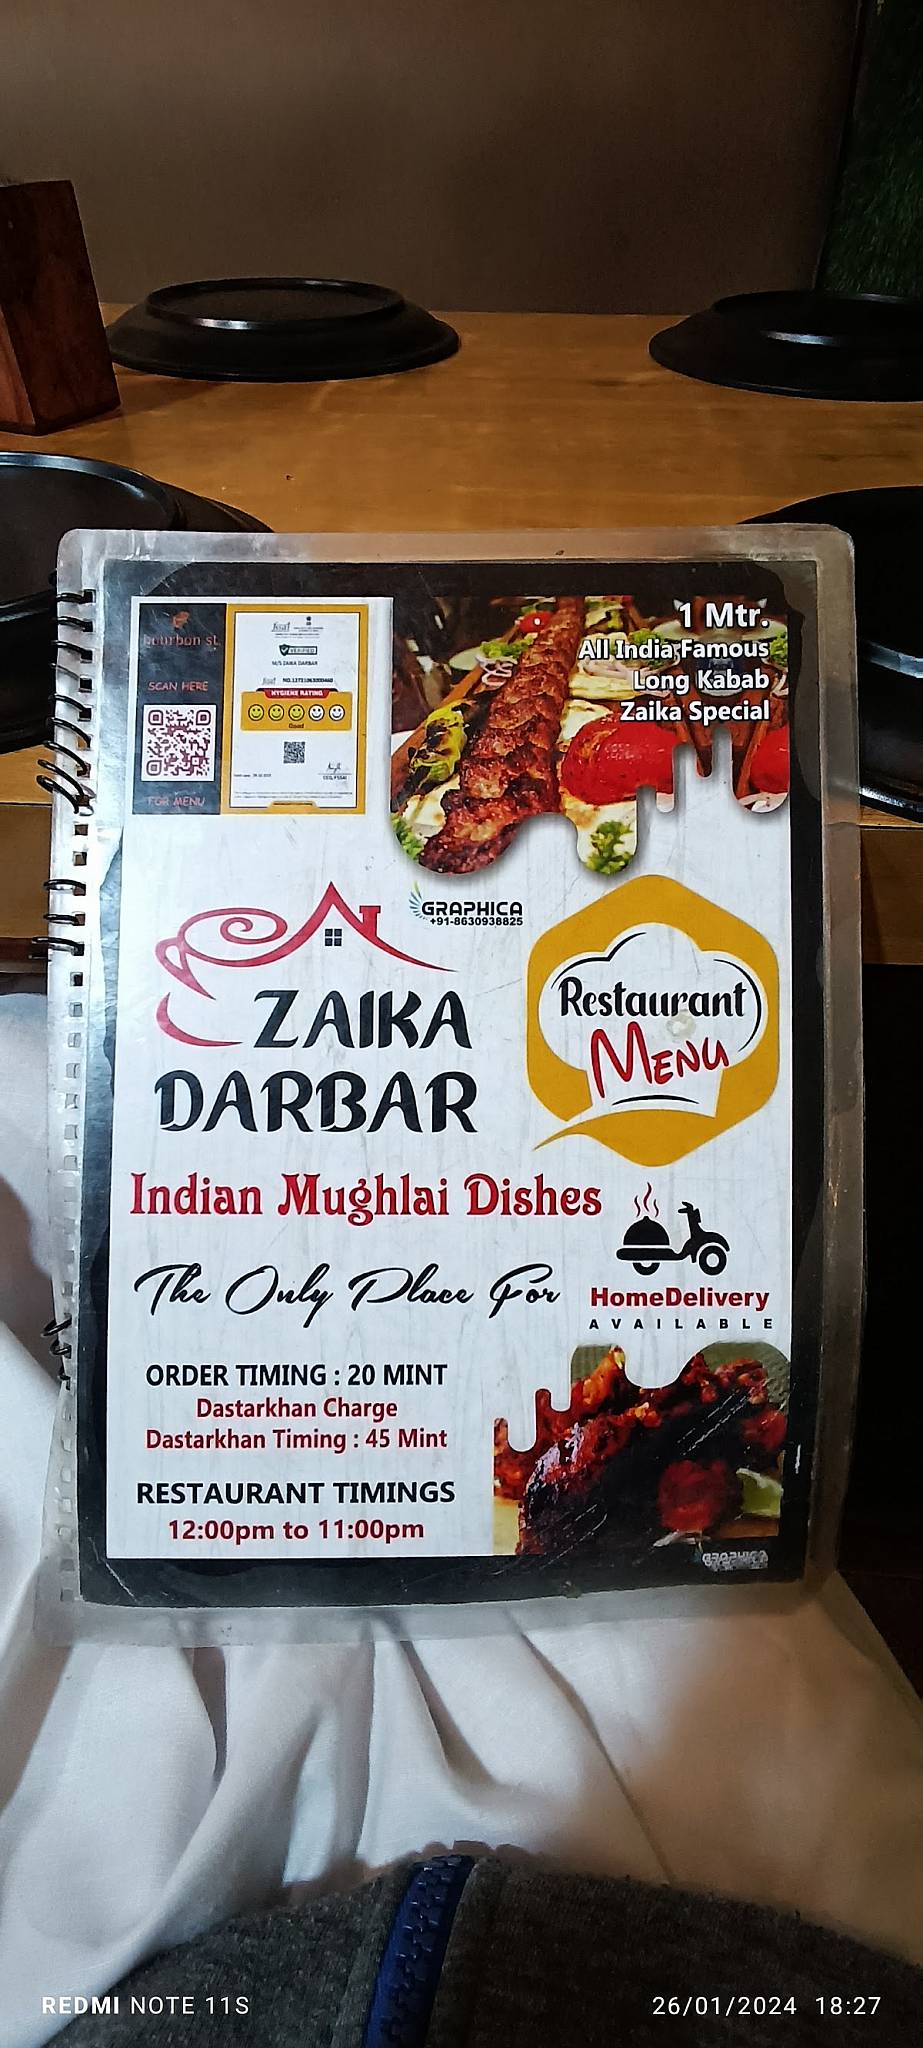 bourbon st.
SCAN HERE
FOR MENU
fssai
VERIFIED
M/S ZAIKA DARBAR
HYGIENE RATING
Good
1 Mtr.
All India Famous
Long Kabab
Zaika Special
GRAPHICA
+91-8630938825
ZAIKA
DARBAR
Restaurant
MENU
Indian Mughlai Dishes
The Only Place For
HomeDelivery
AVAILABLE
ORDER TIMING : 20 MINT
Dastarkhan Charge
Dastarkhan Timing : 45 Mint
RESTAURANT TIMINGS
12:00pm to 11:00pm
GRAPHICA
REDMI NOTE 11S
26/01/2024 18:27